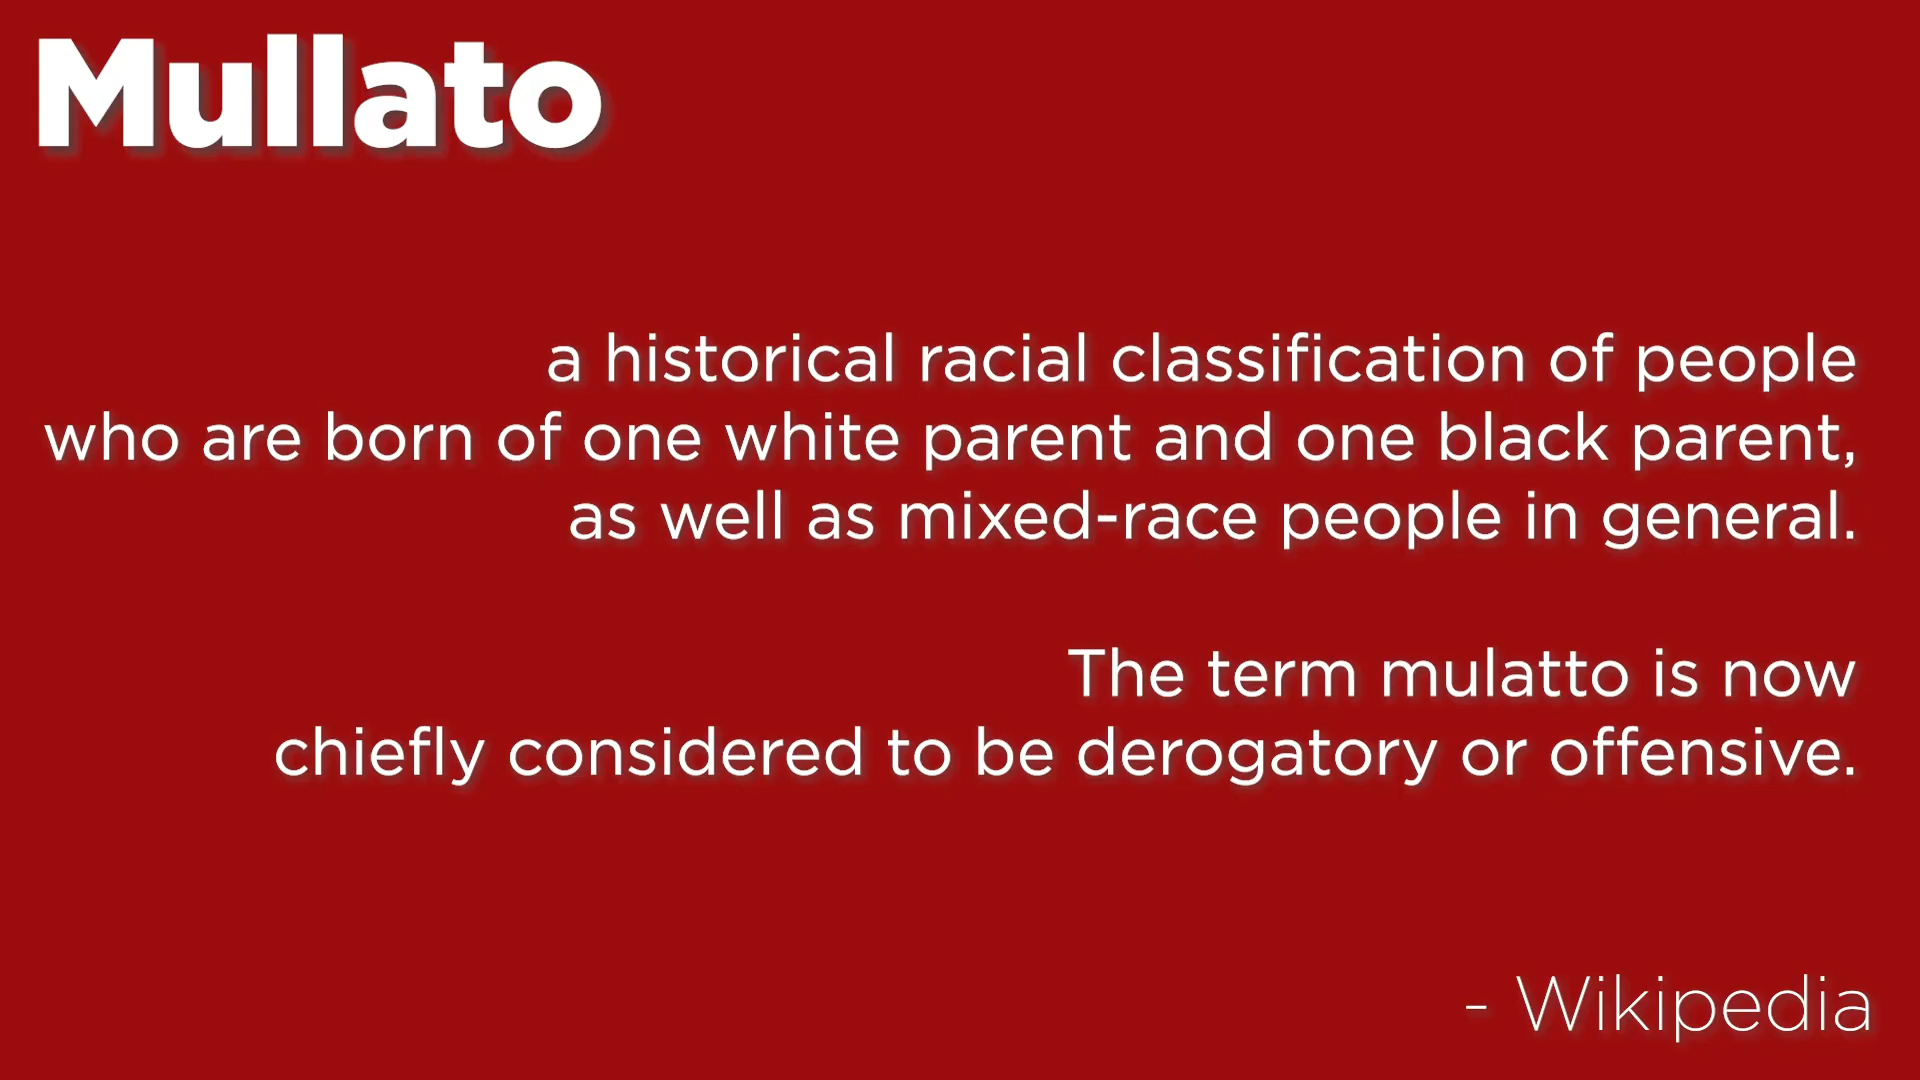 Mullato
a historical racial classification of people
who are born of one white parent and one black parent,
as well as mixed-race people in general.
The term mulatto is now
chiefly considered to be derogatory or offensive.
- Wikipedia